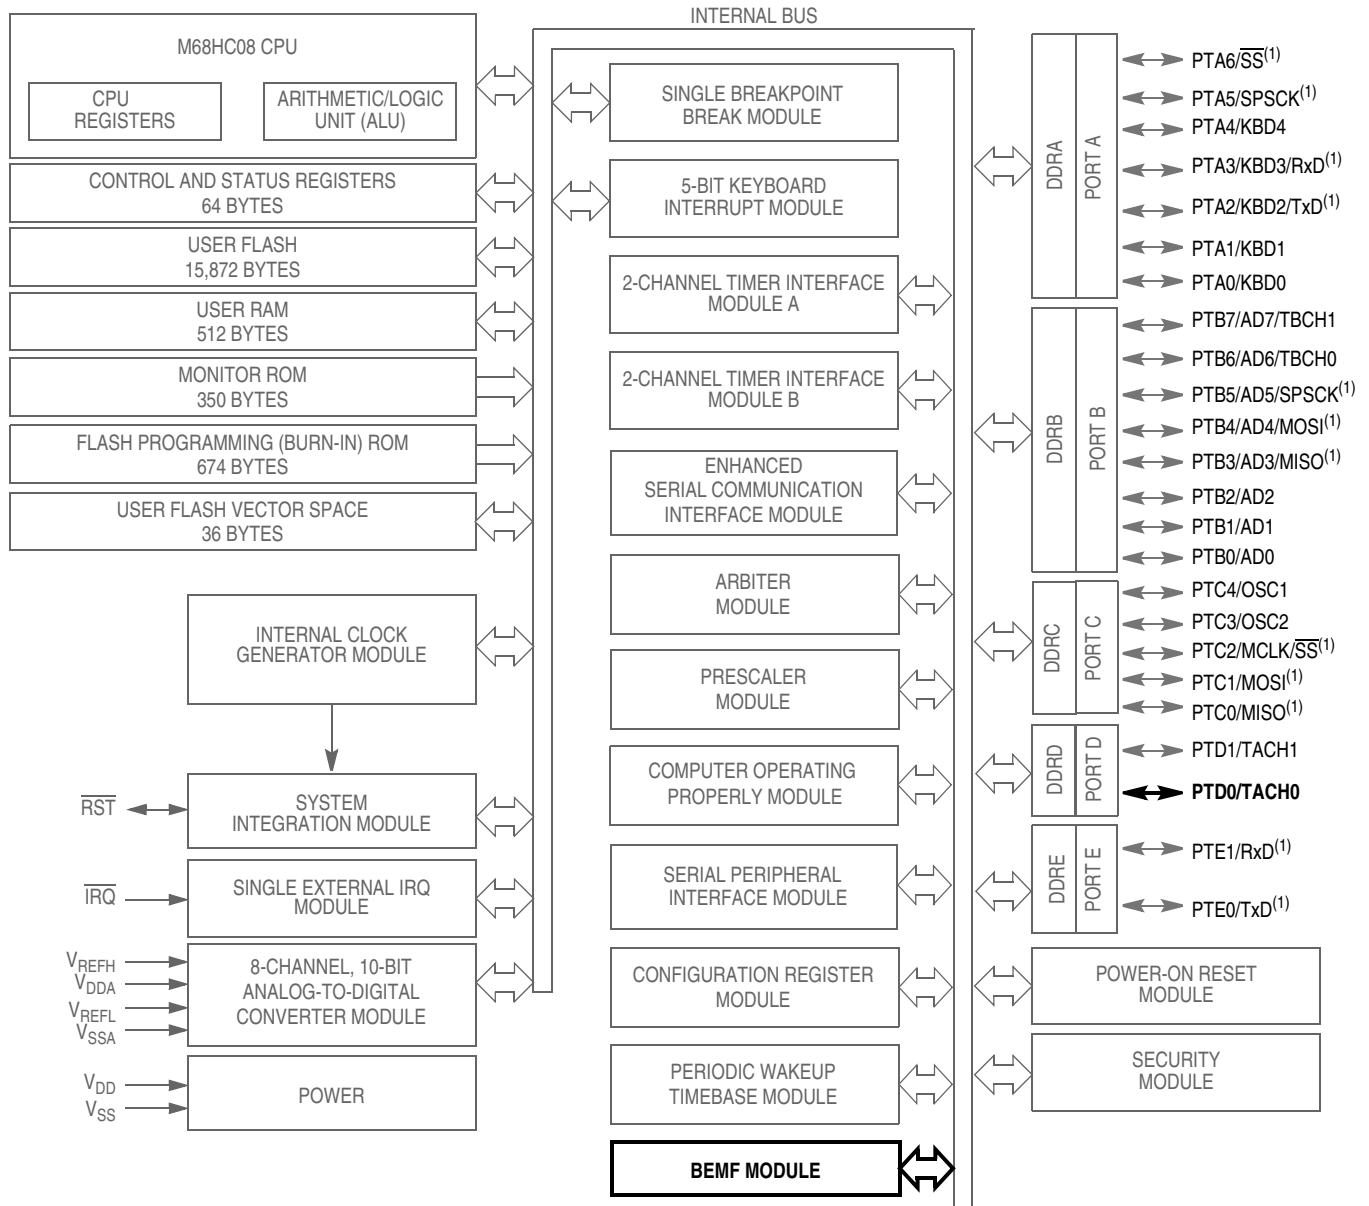 INTERNAL BUS
M68HC08 CPU
CPU
REGISTERS
ARITHMETIC/LOGIC
UNIT (ALU)
CONTROL AND STATUS REGISTERS
64 BYTES
USER FLASH
15,872 BYTES
USER RAM
512 BYTES
MONITOR ROM
350 BYTES
FLASH PROGRAMMING (BURN-IN) ROM
674 BYTES
USER FLASH VECTOR SPACE
36 BYTES
INTERNAL CLOCK
GENERATOR MODULE
RST
SYSTEM
INTEGRATION MODULE
IRQ
SINGLE EXTERNAL IRQ
MODULE
VREFH
VDDA
VREFL
VSSA
8-CHANNEL, 10-BIT
ANALOG-TO-DIGITAL
CONVERTER MODULE
VDD
VSS
POWER
SINGLE BREAKPOINT
BREAK MODULE
5-BIT KEYBOARD
INTERRUPT MODULE
2-CHANNEL TIMER INTERFACE
MODULE A
2-CHANNEL TIMER INTERFACE
MODULE B
ENHANCED
SERIAL COMMUNICATION
INTERFACE MODULE
ARBITER
MODULE
PRESCALER
MODULE
COMPUTER OPERATING
PROPERLY MODULE
SERIAL PERIPHERAL
INTERFACE MODULE
CONFIGURATION REGISTER
MODULE
PERIODIC WAKEUP
TIMEBASE MODULE
BEMF MODULE
DDRA
PORT A
PTA6/SS(1)
PTA5/SPSCK(1)
PTA4/KBD4
PTA3/KBD3/RxD(1)
PTA2/KBD2/TxD(1)
PTA1/KBD1
PTA0/KBD0
DDRB
PORT B
PTB7/AD7/TBCH1
PTB6/AD6/TBCH0
PTB5/AD5/SPSCK(1)
PTB4/AD4/MOSI(1)
PTB3/AD3/MISO(1)
PTB2/AD2
PTB1/AD1
PTB0/AD0
DDRC
PORT C
PTC4/OSC1
PTC3/OSC2
PTC2/MCLK/SS(1)
PTC1/MOSI(1)
PTC0/MISO(1)
DDRD
PORT D
PTD1/TACH1
PTD0/TACH0
DDRE
PORT E
PTE1/RxD(1)
PTE0/TxD(1)
POWER-ON RESET
MODULE
SECURITY
MODULE